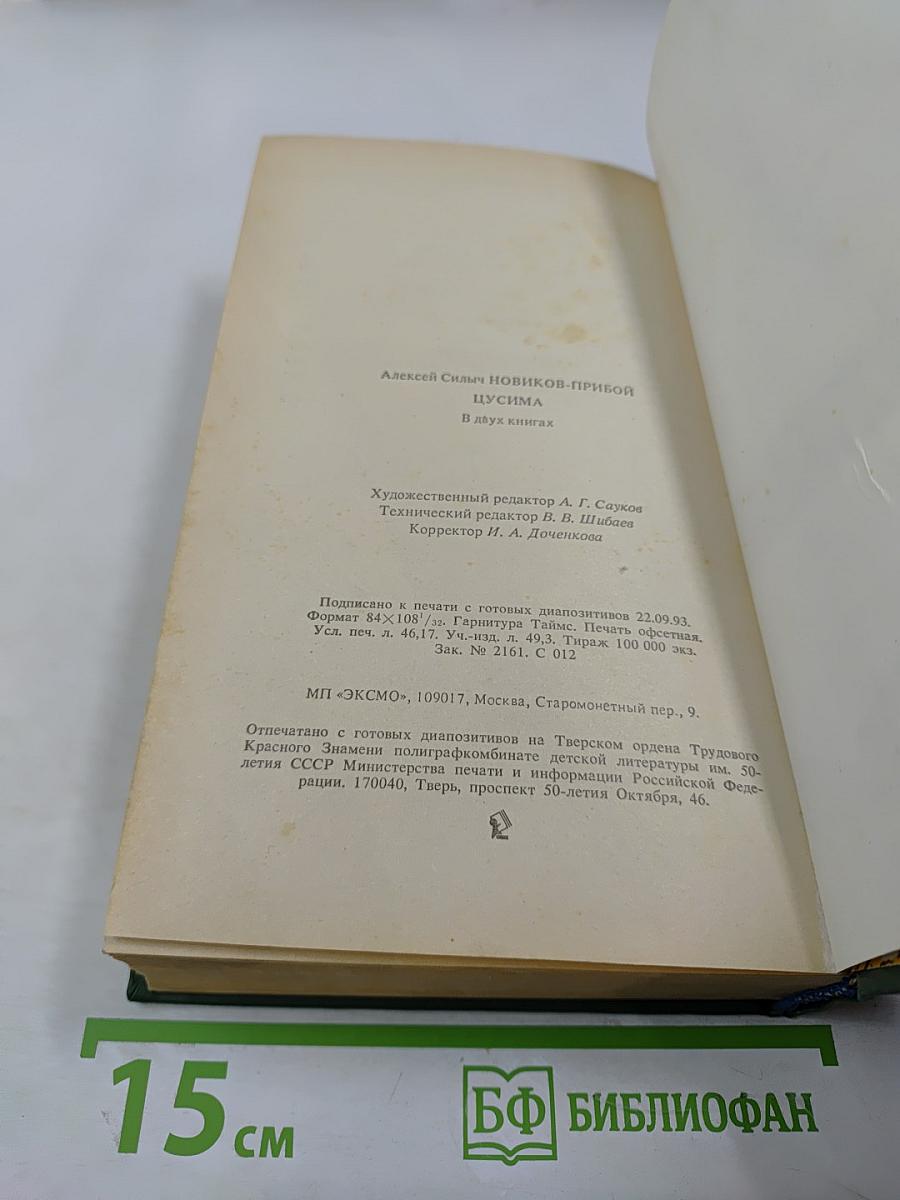 Алексей Силыч НОВИКОВ-ПРИБОЙ
ЦУСИМА
В двух книгах
Художественный редактор А. Г. Сауков
Технический редактор В. В. Шибаев
Корректор И. А. Доченкова
Подписано к печати с готовых диапозитивов 22.09.93.
Формат 84×108¹/₃₂. Гарнитура Таймс. Печать офсетная.
Усл. печ. л. 46,17. Уч.-изд. л. 49,3. Тираж 100 000 экз.
Зак. № 2161. С 012
МП «ЭКСМО», 109017, Москва, Старомонетный пер., 9.
Отпечатано с готовых диапозитивов на Тверском ордена Трудового
Красного Знамени полиграфкомбинате детской литературы им. 50-
летия СССР Министерства печати и информации Российской Феде-
рации. 170040, Тверь, проспект 50-летия Октября, 46.
15 см
БФ БИБЛИОФАН